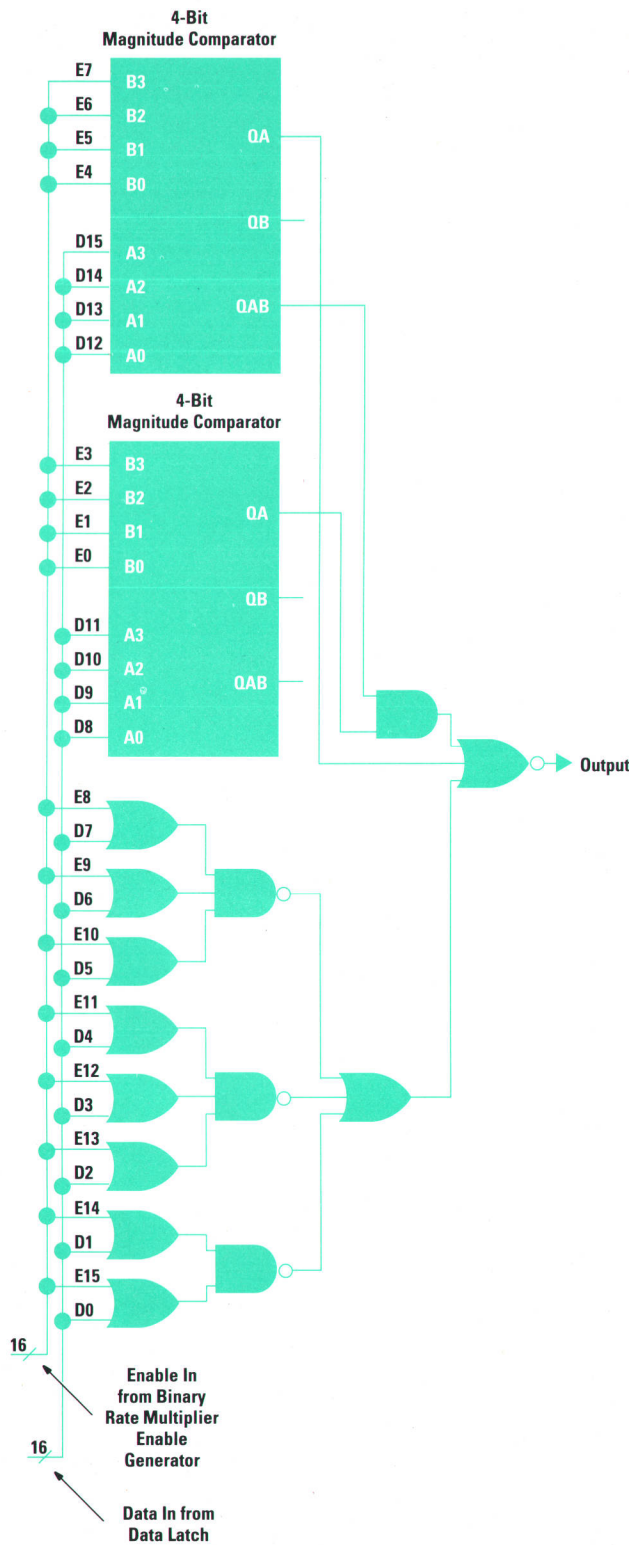 4-Bit
Magnitude Comparator
E7
B3
E6
B2
E5
B1
QA
E4
B0
QB
D15
A3
D14
A2
QAB
D13
A1
D12
A0
4-Bit
Magnitude Comparator
E3
B3
E2
B2
QA
E1
B1
E0
B0
QB
D11
A3
D10
A2
QAB
D9
A1
D8
A0
Output
E8
D7
E9
D6
E10
D5
E11
D4
E12
D3
E13
D2
E14
D1
E15
D0
16
Enable In
from Binary
Rate Multiplier
Enable
Generator
16
Data In from
Data Latch